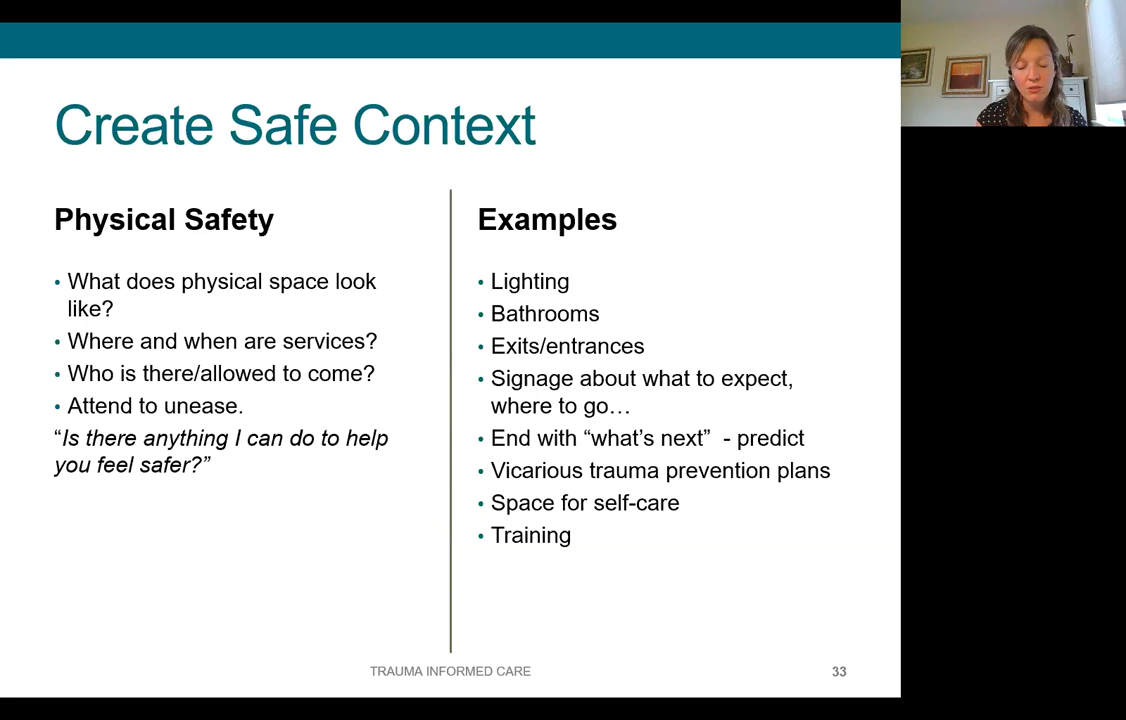 Create Safe Context
Physical Safety
• What does physical space look
like?
• Where and when are services?
• Who is there/allowed to come?
• Attend to unease.
“Is there anything I can do to help
you feel safer?”
Examples
• Lighting
• Bathrooms
• Exits/entrances
• Signage about what to expect,
where to go…
• End with “what’s next”  - predict
• Vicarious trauma prevention plans
• Space for self-care
• Training
TRAUMA INFORMED CARE
33